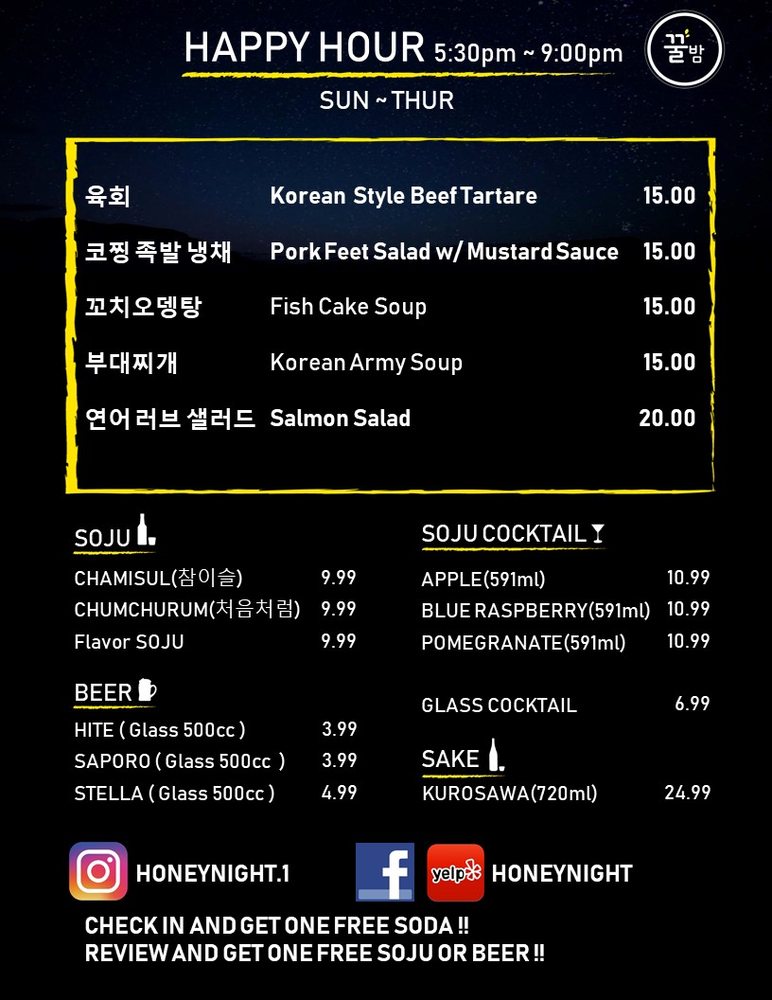 HAPPY HOUR 5:30pm ~ 9:00pm
꿀밤
SUN ~ THUR
육회 Korean Style Beef Tartare 15.00
코찡 족발 냉채 Pork Feet Salad w/ Mustard Sauce 15.00
꼬치오뎅탕 Fish Cake Soup 15.00
부대찌개 Korean Army Soup 15.00
연어 러브 샐러드 Salmon Salad 20.00
SOJU
CHAMISUL(참이슬) 9.99
CHUMCHURUM(처음처럼) 9.99
Flavor SOJU 9.99
BEER
HITE ( Glass 500cc ) 3.99
SAPORO ( Glass 500cc ) 3.99
STELLA ( Glass 500cc ) 4.99
SOJU COCKTAIL
APPLE(591ml) 10.99
BLUE RASPBERRY(591ml) 10.99
POMEGRANATE(591ml) 10.99
GLASS COCKTAIL 6.99
SAKE
KUROSAWA(720ml) 24.99
HONEYNIGHT.1
f
yelp
HONEYNIGHT
CHECK IN AND GET ONE FREE SODA !!
REVIEW AND GET ONE FREE SOJU OR BEER !!